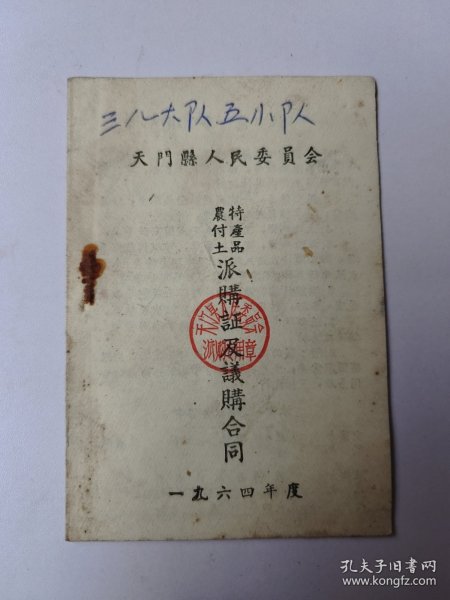 三八大队五小队
天門縣人民委員会
農付土
特產品
派購証及議購合同
一九六四年度
孔夫子旧书网
www.kongfz.com